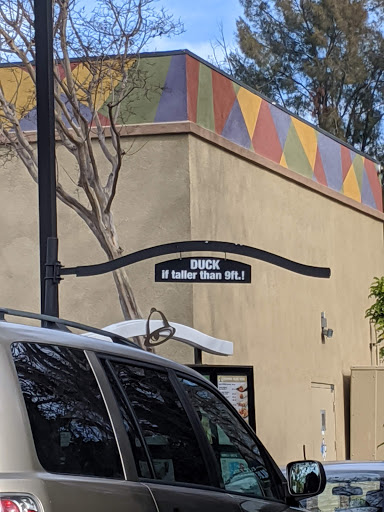 DUCK
if taller than 9ft.!